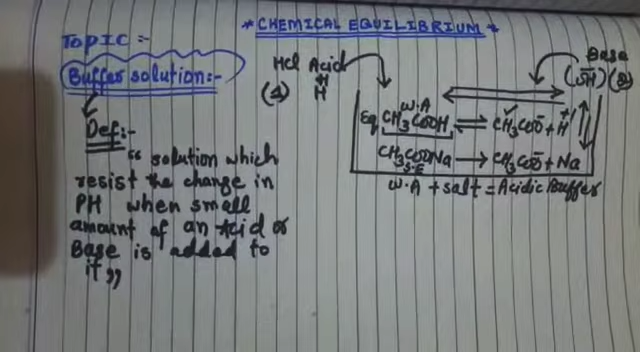 * CHEMICAL EQUILIBRIUM *
Topic :-
Buffer solution:-
Def:-
"solution which
resist the change in
PH when small
amount of an Acid or
Base is added to
it"
Hcl Acid
H
(1) H
Base
(OH) (2)
W.A
Eq CH₃COOH ⇌ CH₃COO⁻ + H⁺
CH₃COONa → CH₃COO⁻ + Na
S.E
W.A + salt = Acidic Buffer